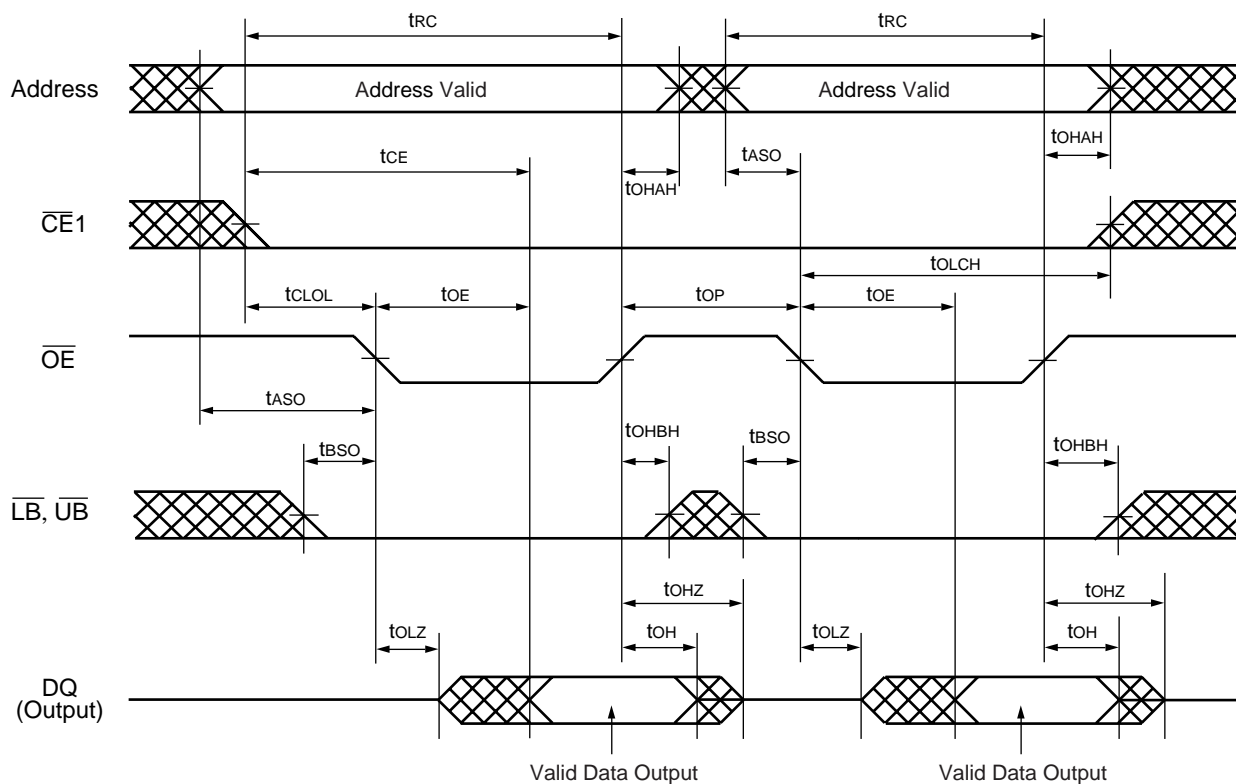 tRC tRC
Address Address Valid Address Valid
tOHAH
tCE tASO
tOHAH
CE1
tOLCH
tCLOL tOE tOP tOE
OE
tASO
tOHBH
tBSO tBSO tOHBH
LB, UB
tOHZ tOHZ
tOLZ tOH tOLZ tOH
DQ
(Output)
Valid Data Output Valid Data Output